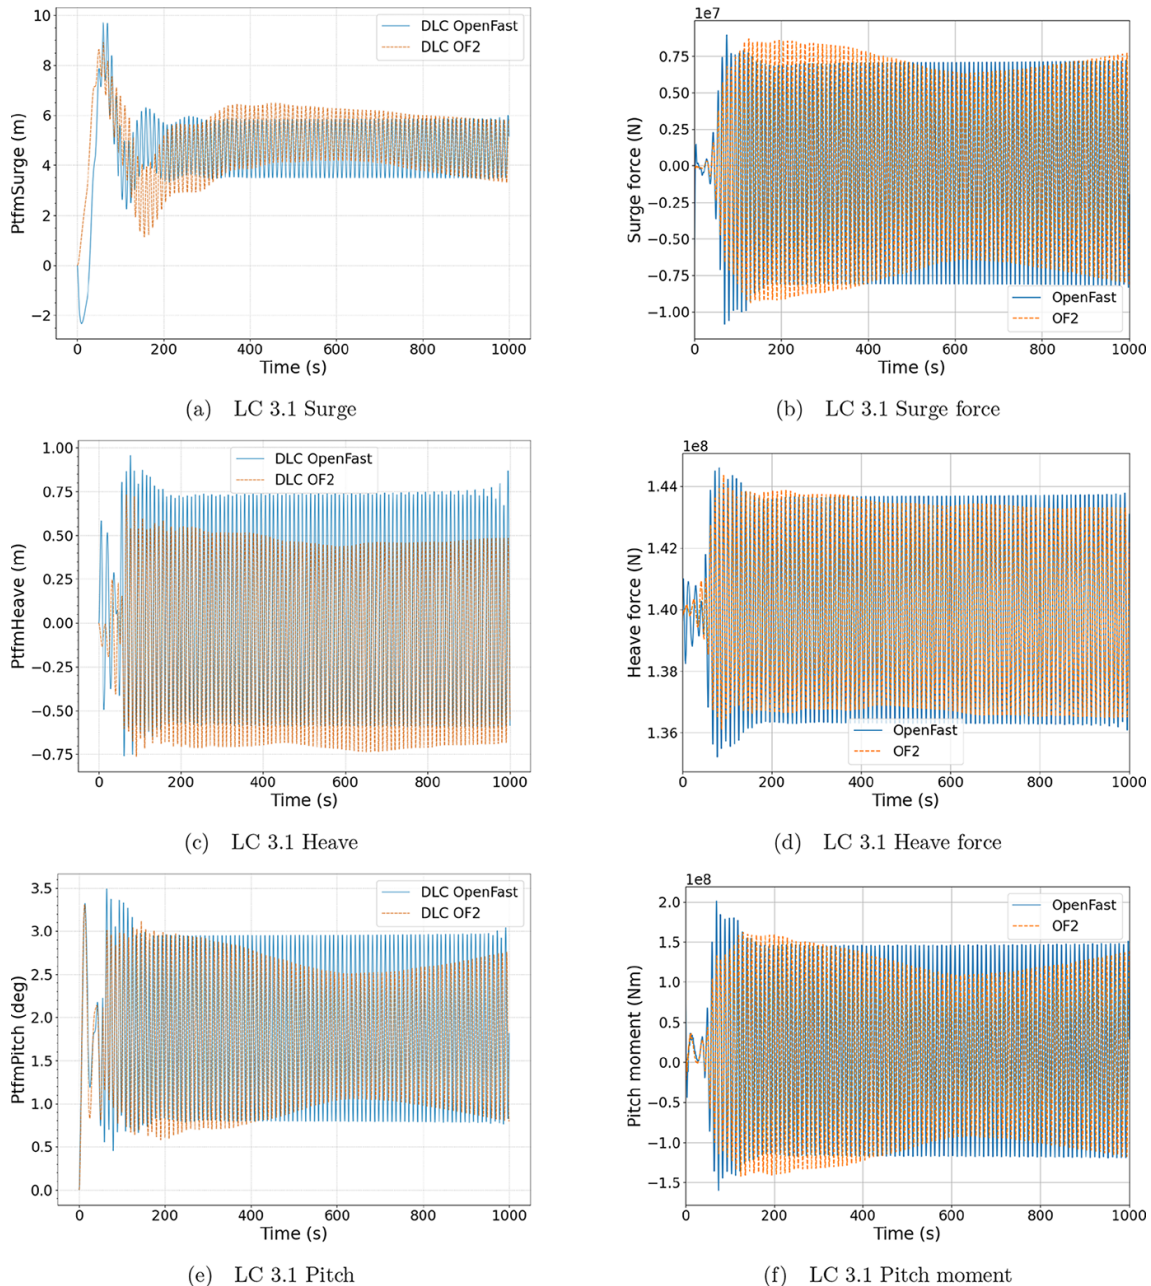 10
8
6
4
2
0
−2
PtfmSurge (m)
DLC OpenFast
DLC OF2
0 200 400 600 800 1000
Time (s)
(a) LC 3.1 Surge
1e7
0.75
0.50
0.25
0.00
−0.25
−0.50
−0.75
−1.00
Surge force (N)
OpenFast
OF2
0 200 400 600 800 1000
Time (s)
(b) LC 3.1 Surge force
1.00
0.75
0.50
0.25
0.00
−0.25
−0.50
−0.75
PtfmHeave (m)
DLC OpenFast
DLC OF2
0 200 400 600 800 1000
Time (s)
(c) LC 3.1 Heave
1e8
1.44
1.42
1.40
1.38
1.36
Heave force (N)
OpenFast
OF2
0 200 400 600 800 1000
Time (s)
(d) LC 3.1 Heave force
3.5
3.0
2.5
2.0
1.5
1.0
0.5
0.0
PtfmPitch (deg)
DLC OpenFast
DLC OF2
0 200 400 600 800 1000
Time (s)
(e) LC 3.1 Pitch
1e8
2.0
1.5
1.0
0.5
0.0
−0.5
−1.0
−1.5
Pitch moment (Nm)
OpenFast
OF2
0 200 400 600 800 1000
Time (s)
(f) LC 3.1 Pitch moment